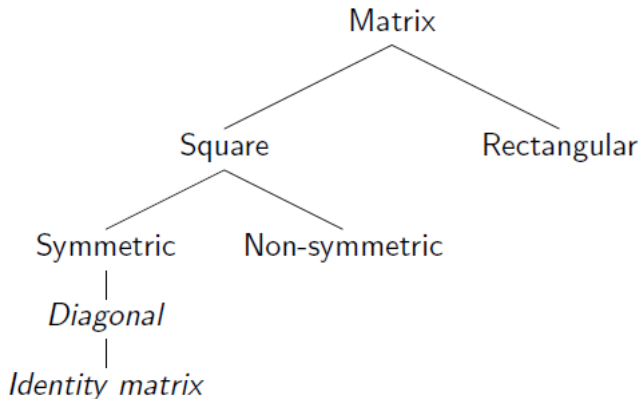 Matrix
Square Rectangular
Symmetric Non-symmetric
Diagonal
Identity matrix